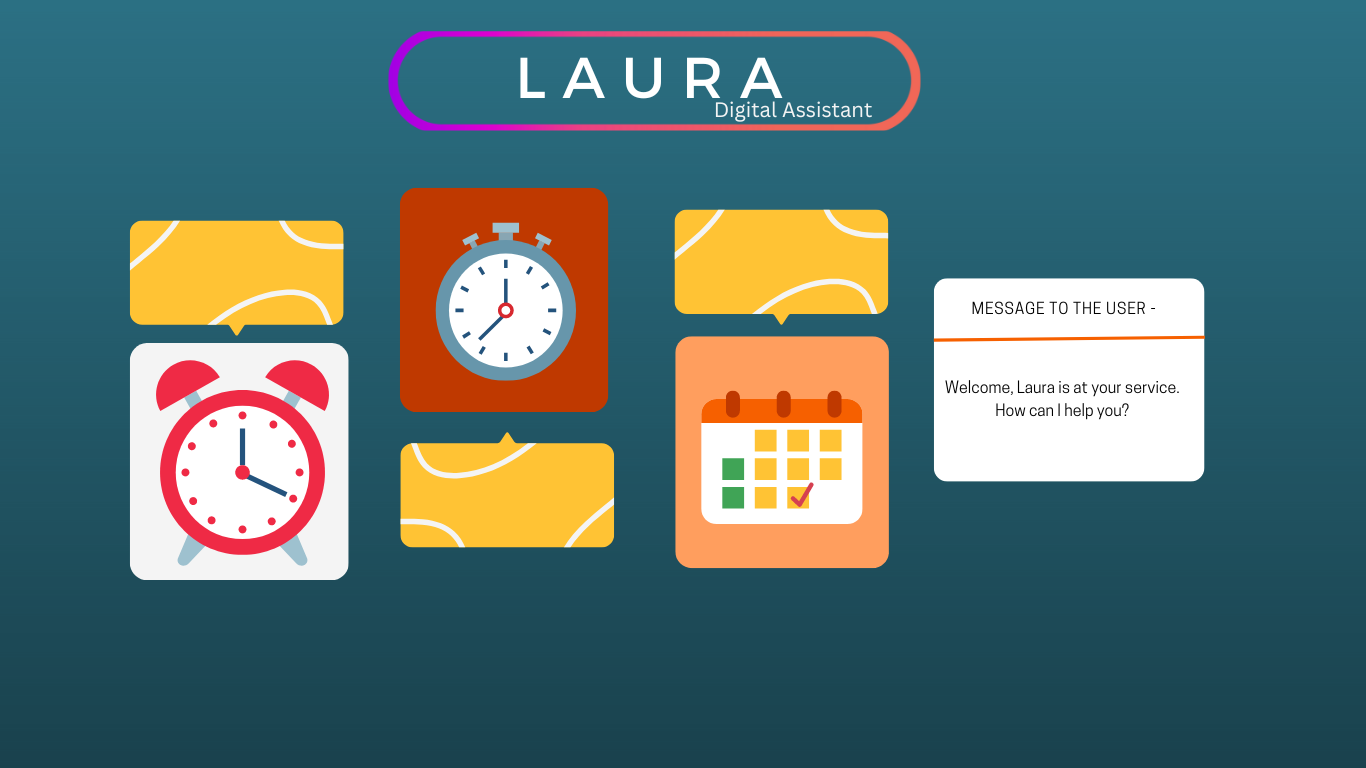 LAURA
Digital Assistant
MESSAGE TO THE USER -
Welcome, Laura is at your service.
How can I help you?